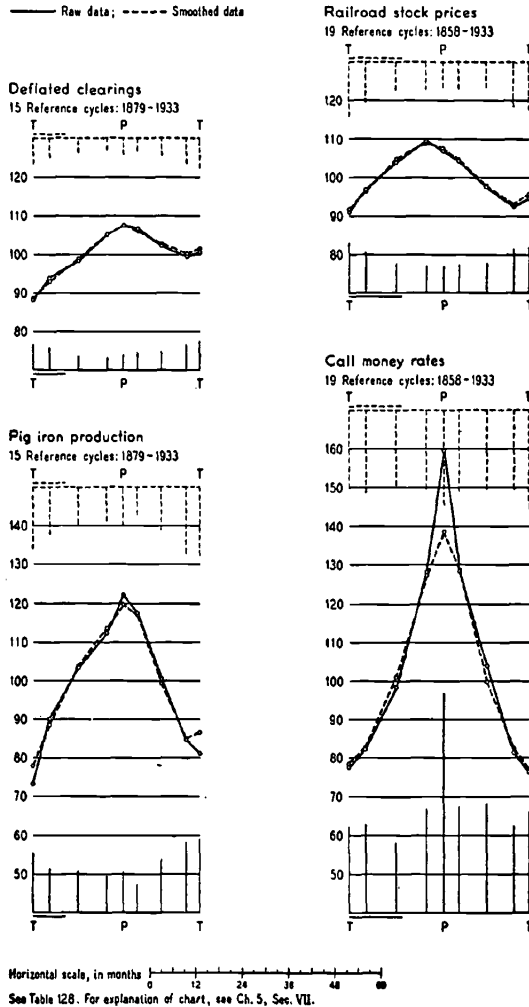 Raw data; Smoothed data
Deflated clearings
15 Reference cycles: 1879-1933
T P T
120
110
100
90
80
T P T
Pig iron production
15 Reference cycles: 1879-1933
T P T
140
130
120
110
100
90
80
70
60
50
T P T
Railroad stock prices
19 Reference cycles: 1858-1933
T P T
120
110
100
90
80
T P T
Call money rates
19 Reference cycles: 1858-1933
T P T
160
150
140
130
120
110
100
90
80
70
60
50
T P T
Horizontal scale, in months 0 12 24 36 48 60
See Table 128. For explanation of chart, see Ch. 5, Sec. VII.